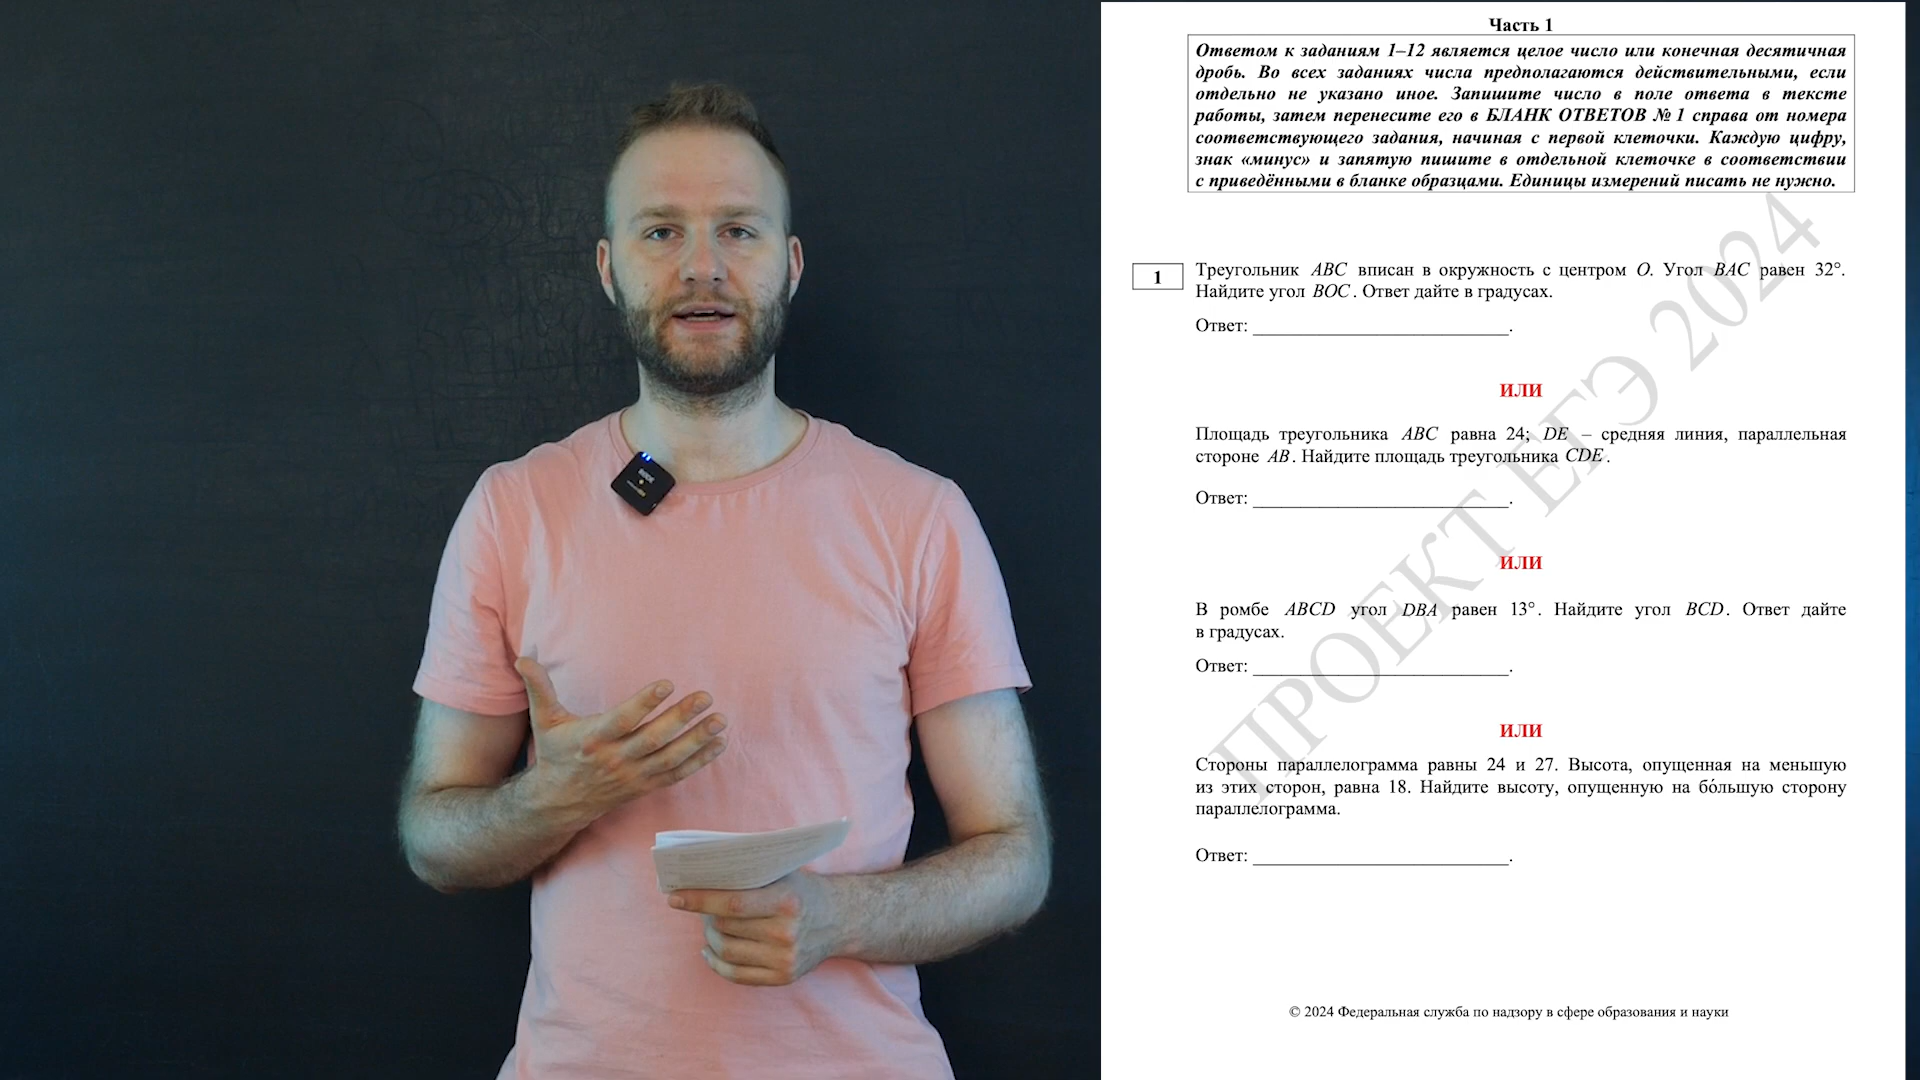 Часть 1
Ответом к заданиям 1–12 является целое число или конечная десятичная
дробь. Во всех заданиях числа предполагаются действительными, если
отдельно не указано иное. Запишите число в поле ответа в тексте
работы, затем перенесите его в БЛАНК ОТВЕТОВ № 1 справа от номера
соответствующего задания, начиная с первой клеточки. Каждую цифру,
знак «минус» и запятую пишите в отдельной клеточке в соответствии
с приведёнными в бланке образцами. Единицы измерений писать не нужно.
1
Треугольник ABC вписан в окружность с центром O. Угол BAC равен 32°.
Найдите угол BOC. Ответ дайте в градусах.
Ответ: ___________________________.
ИЛИ
Площадь треугольника ABC равна 24; DE – средняя линия, параллельная
стороне AB. Найдите площадь треугольника CDE.
Ответ: ___________________________.
ИЛИ
В ромбе ABCD угол DBA равен 13°. Найдите угол BCD. Ответ дайте
в градусах.
Ответ: ___________________________.
ИЛИ
Стороны параллелограмма равны 24 и 27. Высота, опущенная на меньшую
из этих сторон, равна 18. Найдите высоту, опущенную на бо́льшую сторону
параллелограмма.
Ответ: ___________________________.
ПРОЕКТ ЕГЭ 2024
© 2024 Федеральная служба по надзору в сфере образования и науки